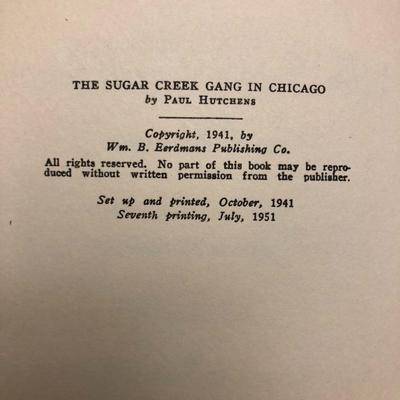 THE SUGAR CREEK GANG IN CHICAGO
by PAUL HUTCHENS
Copyright, 1941, by
Wm. B. Eerdmans Publishing Co.
All rights reserved. No part of this book may be repro-
duced without written permission from the publisher.
Set up and printed, October, 1941
Seventh printing, July, 1951